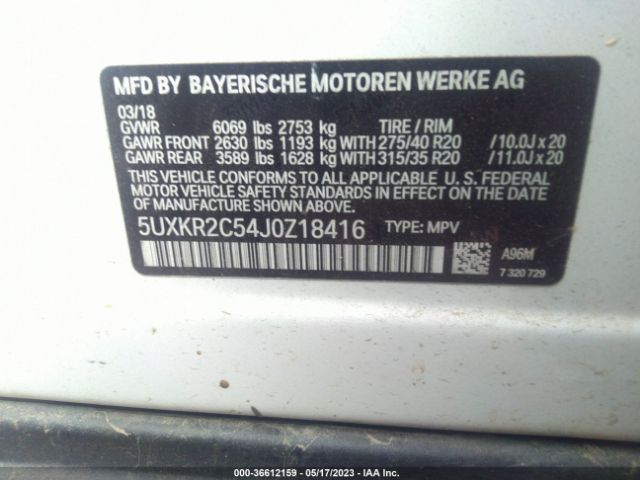 MFD BY BAYERISCHE MOTOREN WERKE AG
03/18
GVWR 6069 lbs 2753 kg TIRE / RIM
GAWR FRONT 2630 lbs 1193 kg WITH 275/40 R20 /10.0J x 20
GAWR REAR 3589 lbs 1628 kg WITH 315/35 R20 /11.0J x 20
THIS VEHICLE CONFORMS TO ALL APPLICABLE U. S. FEDERAL
MOTOR VEHICLE SAFETY STANDARDS IN EFFECT ON THE DATE OF
MANUFACTURE SHOWN ABOVE.
5UXKR2C54J0Z18416 TYPE: MPV
A96M
7 320 729
000-36612159 - 05/17/2023 - IAA Inc.